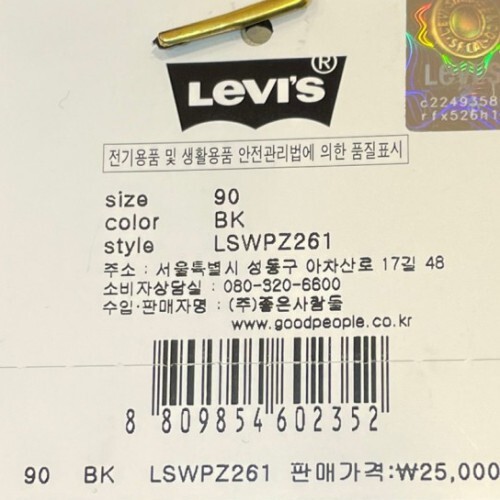 LEVI'S®
LEVI'S
c2249358
rfx526h1
전기용품 및 생활용품 안전관리법에 의한 품질표시
size 90
color BK
style LSWPZ261
주소 : 서울특별시 성동구 아차산로 17길 48
소비자상담실 : 080-320-6600
수입·판매자명 : (주)좋은사람들
www.goodpeople.co.kr
8 809854 602352
90 BK LSWPZ261 판매가격:₩25,000